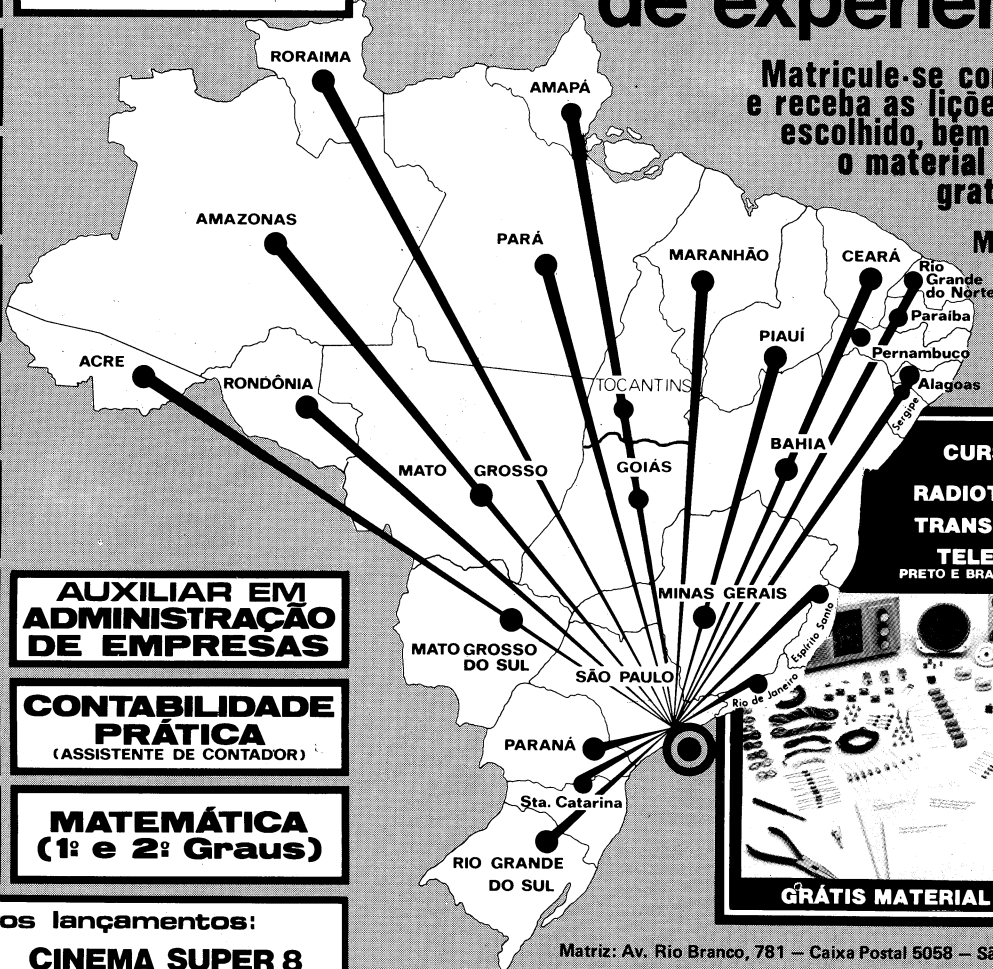 de experiên
Matricule-se co
e receba as liçõe
escolhido, bem
o material
grat
M
RORAIMA
AMAPÁ
AMAZONAS
PARÁ
MARANHÃO
CEARÁ
Rio
Grande
do Norte
Paraíba
PIAUÍ
Pernambuco
ACRE
RONDÔNIA
TOCANTINS
Alagoas
Sergipe
BAHIA
MATO GROSSO
GOIÁS
CURS
RADIOT
TRANS
TELE
PRETO E BRA
MINAS GERAIS
Espírito Santo
MATO GROSSO
DO SUL
SÃO PAULO
Rio de Janeiro
PARANÁ
Sta. Catarina
RIO GRANDE
DO SUL
AUXILIAR EM
ADMINISTRAÇÃO
DE EMPRESAS
CONTABILIDADE
PRÁTICA
(ASSISTENTE DE CONTADOR)
MATEMÁTICA
(1º e 2º Graus)
os lançamentos:
CINEMA SUPER 8
GRÁTIS MATERIAL
Matriz: Av. Rio Branco, 781 — Caixa Postal 5058 — Sã